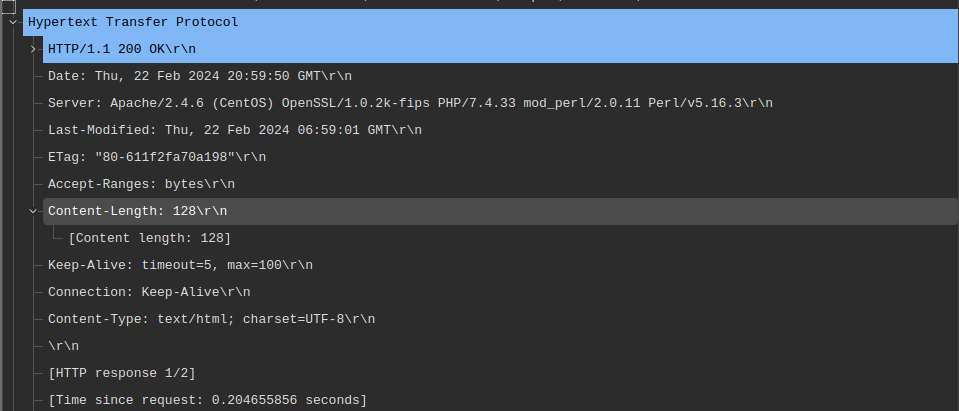 Hypertext Transfer Protocol
HTTP/1.1 200 OK\r\n
Date: Thu, 22 Feb 2024 20:59:50 GMT\r\n
Server: Apache/2.4.6 (CentOS) OpenSSL/1.0.2k-fips PHP/7.4.33 mod_perl/2.0.11 Perl/v5.16.3\r\n
Last-Modified: Thu, 22 Feb 2024 06:59:01 GMT\r\n
ETag: "80-611f2fa70a198"\r\n
Accept-Ranges: bytes\r\n
Content-Length: 128\r\n
[Content length: 128]
Keep-Alive: timeout=5, max=100\r\n
Connection: Keep-Alive\r\n
Content-Type: text/html; charset=UTF-8\r\n
\r\n
[HTTP response 1/2]
[Time since request: 0.204655856 seconds]